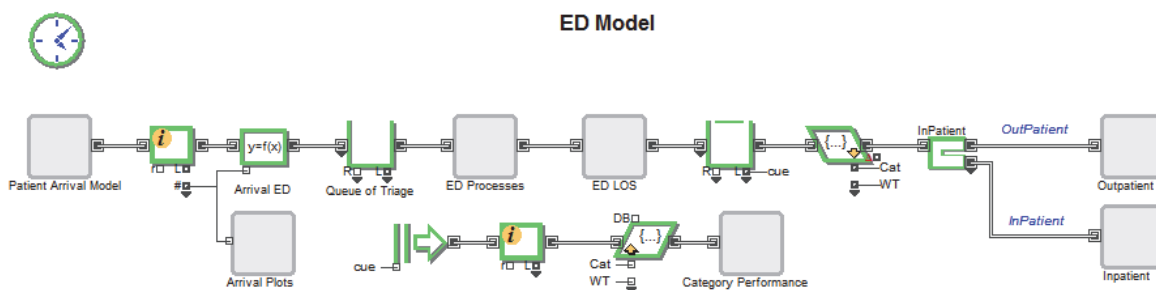 ED Model
InPatient
OutPatient
i
y=f(x)
{...}
Patient Arrival Model
r
L
#
Arrival ED
R
L
Queue of Triage
ED Processes
ED LOS
R
L
cue
Cat
WT
Outpatient
InPatient
DB
i
{...}
cue
r
L
Cat
WT
Arrival Plots
Category Performance
Inpatient